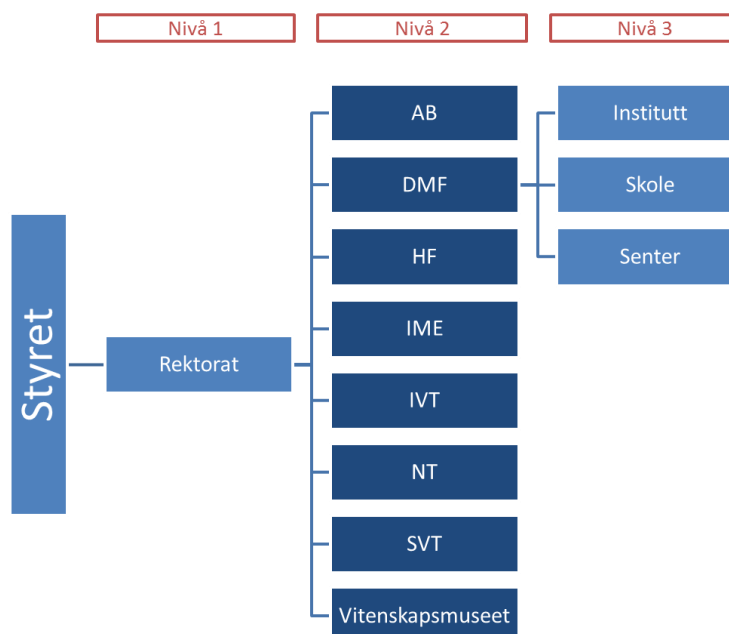 Nivå 1
Nivå 2
Nivå 3
Styret
Rektorat
AB
DMF
HF
IME
IVT
NT
SVT
Vitenskapsmuseet
Institutt
Skole
Senter